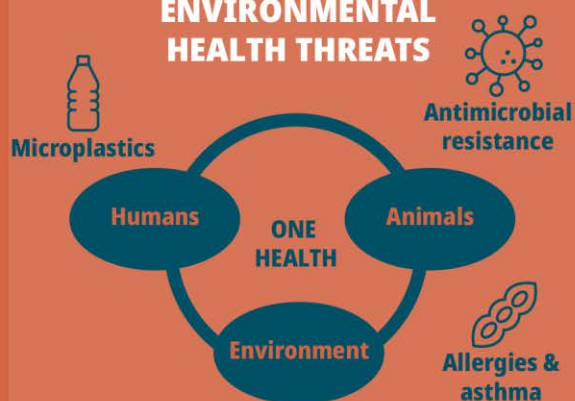 ENVIRONMENTAL
HEALTH THREATS
Microplastics
Antimicrobial
resistance
Humans
Animals
ONE
HEALTH
Environment
Allergies &
asthma